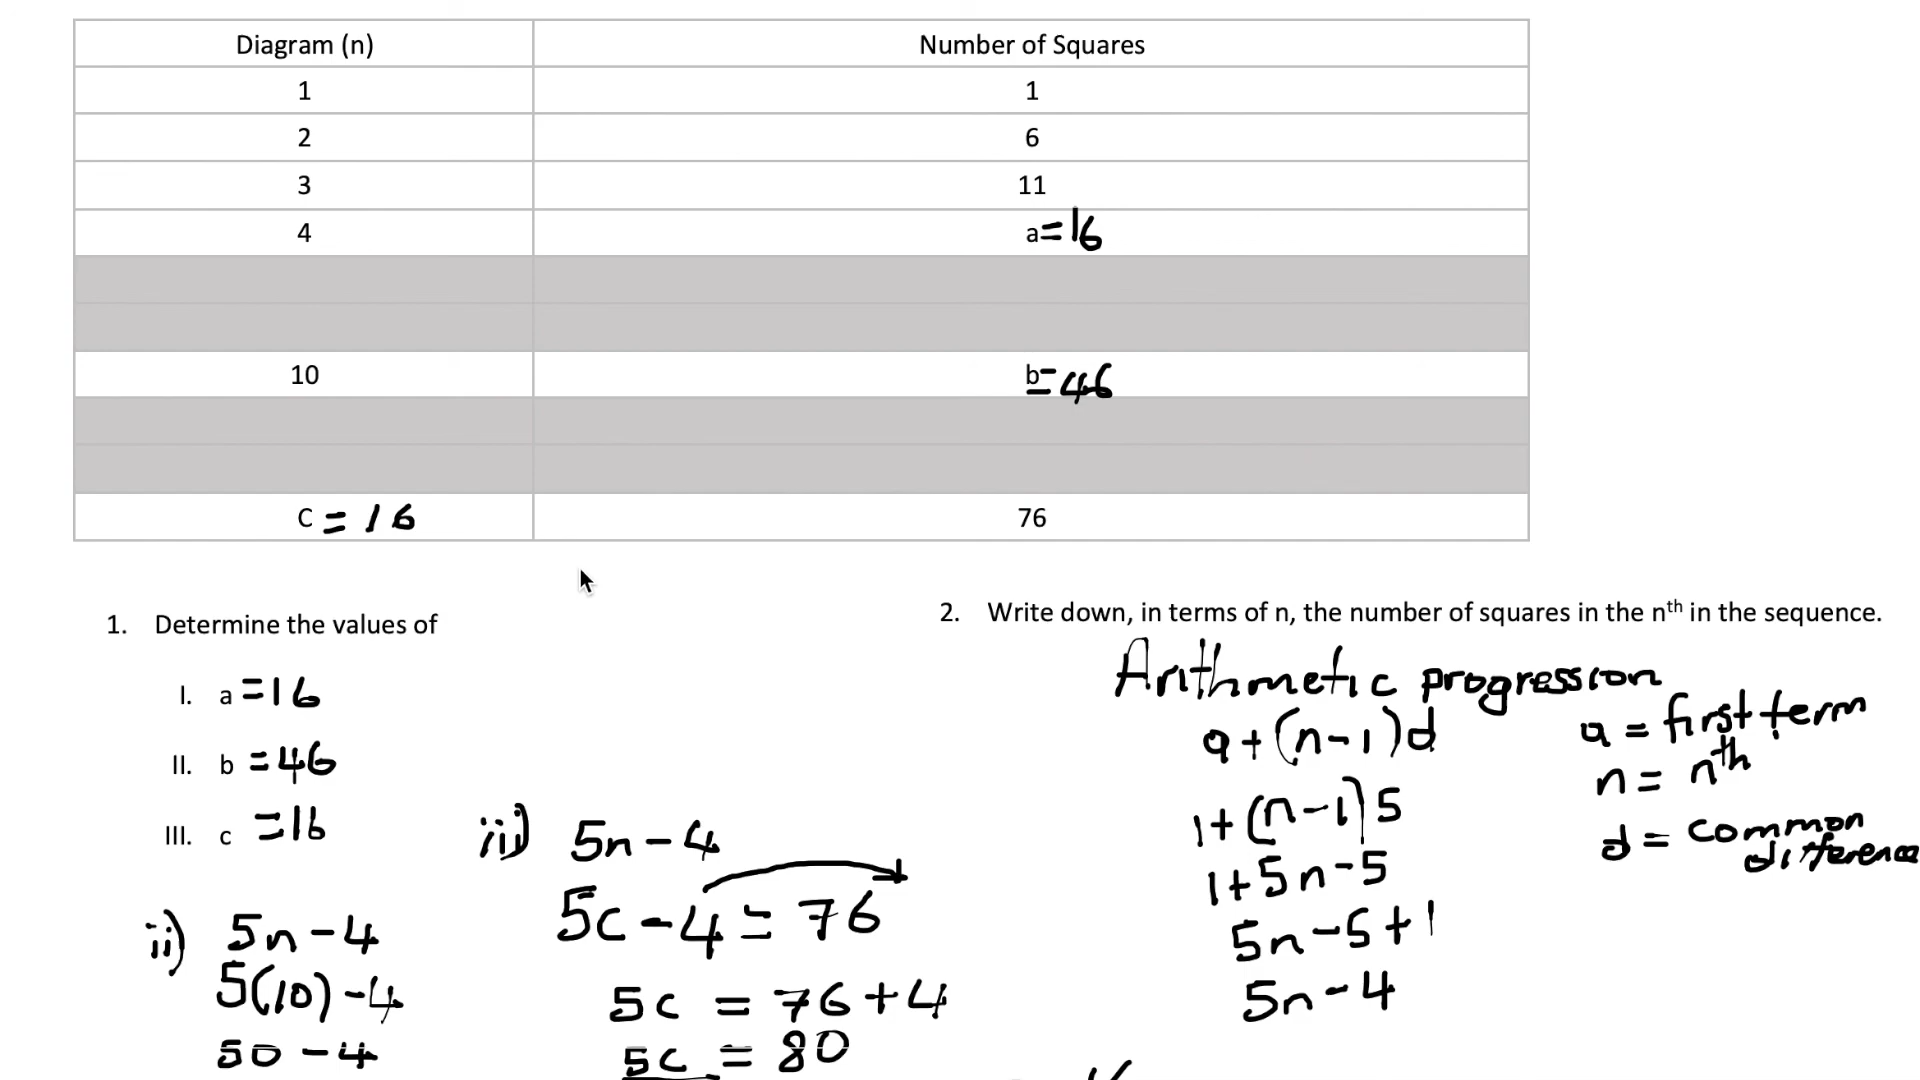 Diagram (n) Number of Squares
1 1
2 6
3 11
4 a=16
10 b=46
C = 16 76
1. Determine the values of
I. a =16
II. b =46
III. c =16
ii) 5n-4
5(10)-4
50-4
iii) 5n-4
5c-4=76
5c = 76+4
5c = 80
2. Write down, in terms of n, the number of squares in the nth in the sequence.
Arithmetic progression
a+(n-1)d
1+(n-1)5
1+5n-5
5n-5+1
5n-4
a = first term
n = nth
d = common
difference